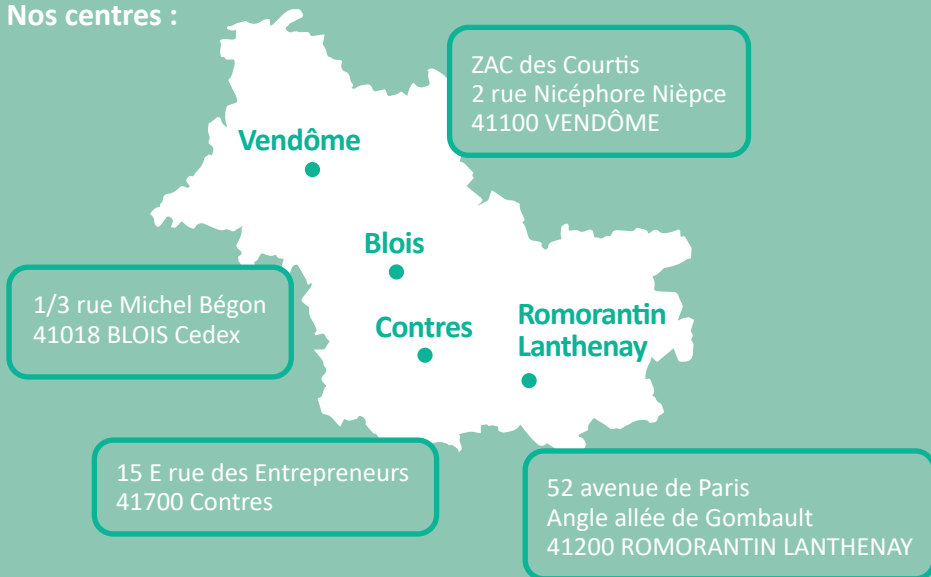 Nos centres :
ZAC des Courtis
2 rue Nicéphore Nièpce
41100 VENDÔME
Vendôme
Blois
1/3 rue Michel Bégon
41018 BLOIS Cedex
Contres
Romorantin
Lanthenay
15 E rue des Entrepreneurs
41700 Contres
52 avenue de Paris
Angle allée de Gombault
41200 ROMORANTIN LANTHENAY